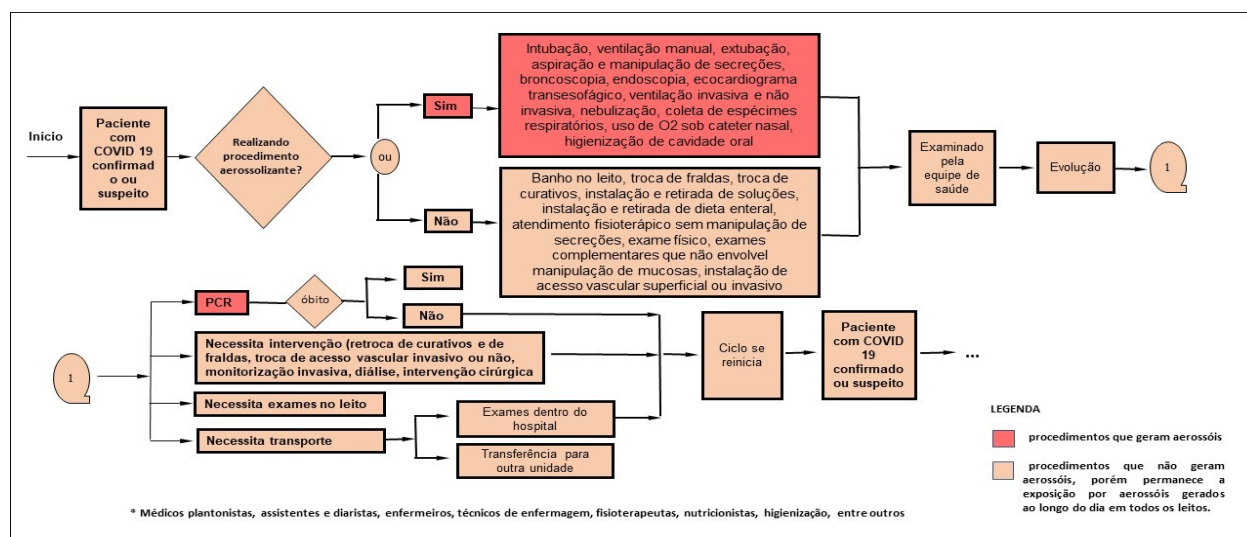 Início
Paciente
com
COVID 19
confirmad
o ou
suspeito
Realizando
procedimento
aerossolizante?
ou
Sim
Não
Intubação, ventilação manual, extubação,
aspiração e manipulação de secreções,
broncoscopia, endoscopia, ecocardiograma
transesofágico, ventilação invasiva e não
invasiva, nebulização, coleta de espécimes
respiratórios, uso de O2 sob cateter nasal,
higienização de cavidade oral
Banho no leito, troca de fraldas, troca de
curativos, instalação e retirada de soluções,
instalação e retirada de dieta enteral,
atendimento fisioterápico sem manipulação de
secreções, exame físico, exames
complementares que não envolvel
manipulação de mucosas, instalação de
acesso vascular superficial ou invasivo
Examinado
pela
equipe de
saúde
Evolução
1
1
PCR
óbito
Sim
Não
Necessita intervenção (retroca de curativos e de
fraldas, troca de acesso vascular invasivo ou não,
monitorização invasiva, diálise, intervenção cirúrgica
Necessita exames no leito
Necessita transporte
Exames dentro do
hospital
Transferência para
outra unidade
Ciclo se
reinicia
Paciente
com COVID
19
confirmado
ou suspeito
...
LEGENDA
procedimentos que geram aerossóis
procedimentos que não geram
aerossóis, porém permanece a
exposição por aerossóis gerados
ao longo do dia em todos os leitos.
* Médicos plantonistas, assistentes e diaristas, enfermeiros, técnicos de enfermagem, fisioterapeutas, nutricionistas, higienização, entre outros